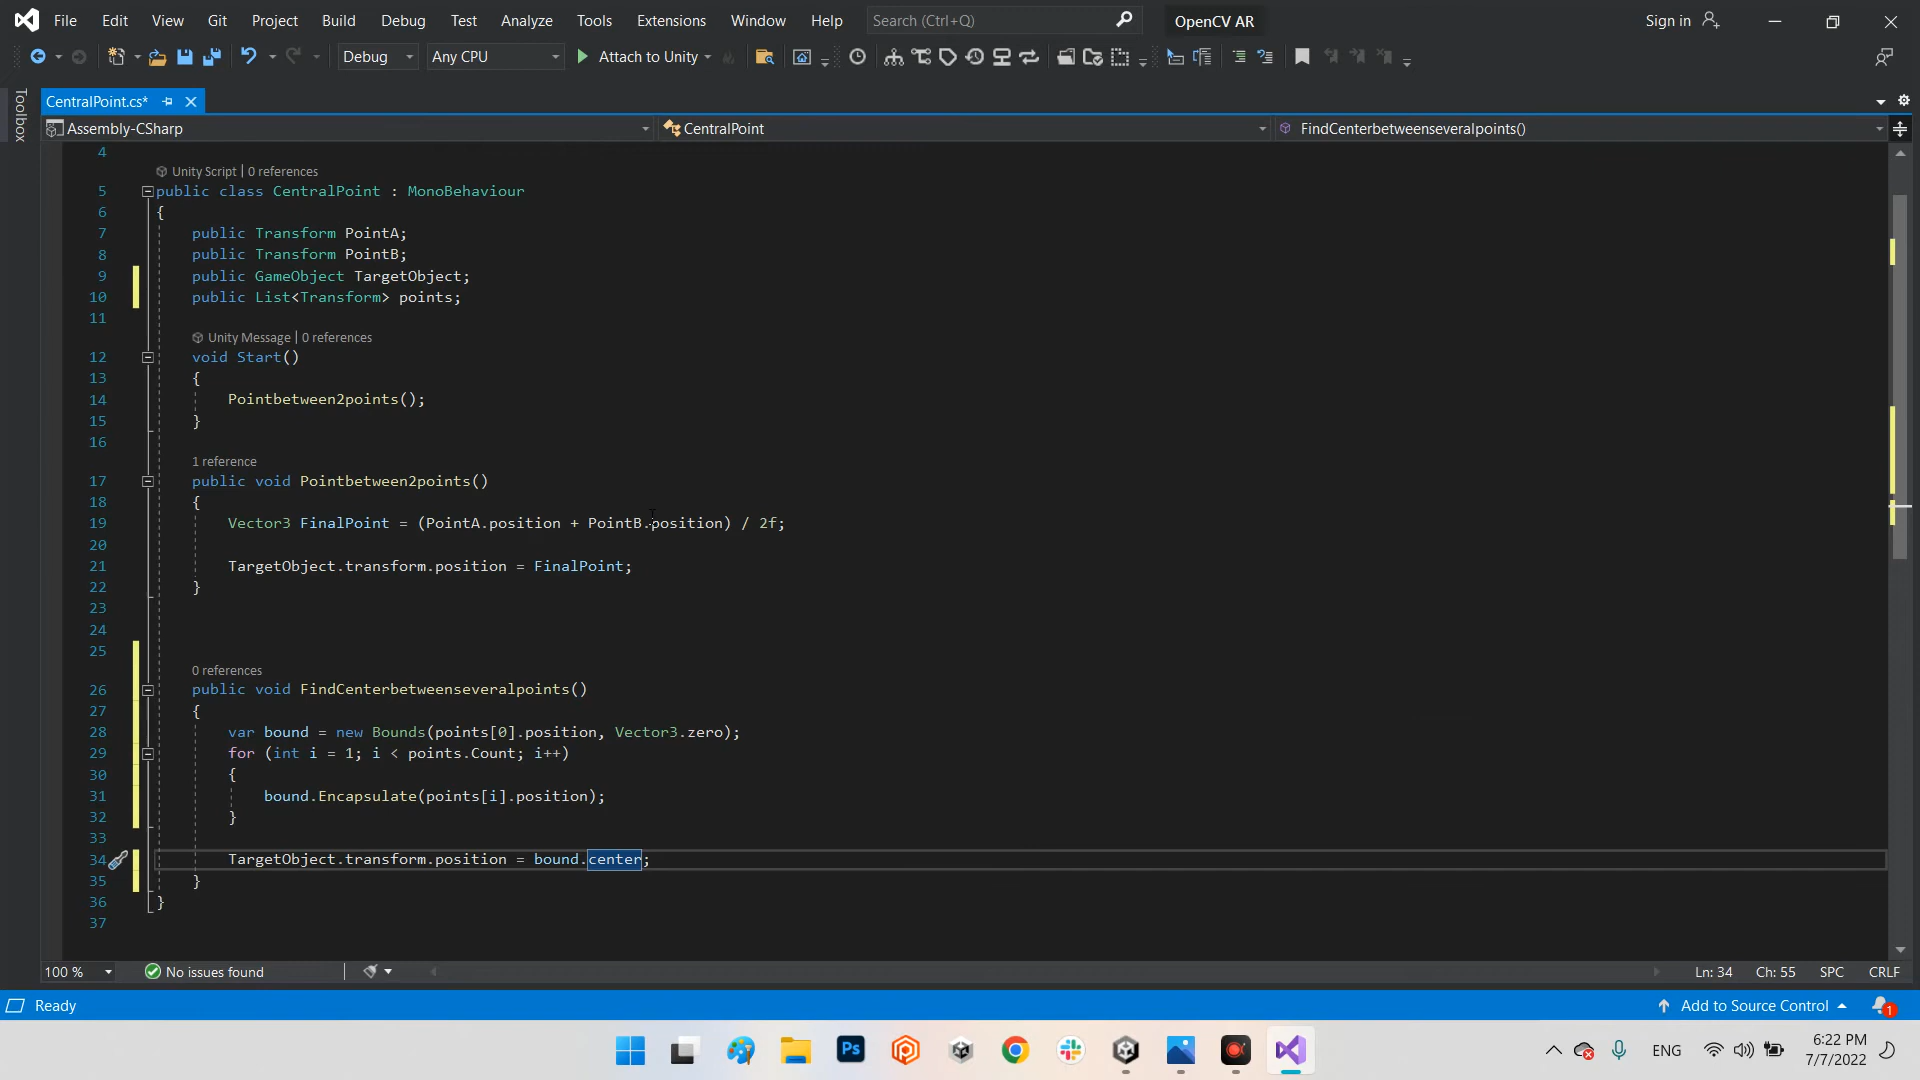 File Edit View Git Project Build Debug Test Analyze Tools Extensions Window Help Search (Ctrl+Q) OpenCV AR Sign in
Debug Any CPU Attach to Unity
Toolbox
CentralPoint.cs*
Assembly-CSharp CentralPoint FindCenterbetweenseveralpoints()
4
Unity Script | 0 references
5 public class CentralPoint : MonoBehaviour
6 {
7 public Transform PointA;
8 public Transform PointB;
9 public GameObject TargetObject;
10 public List<Transform> points;
11
Unity Message | 0 references
12 void Start()
13 {
14 Pointbetween2points();
15 }
16
1 reference
17 public void Pointbetween2points()
18 {
19 Vector3 FinalPoint = (PointA.position + PointB.position) / 2f;
20
21 TargetObject.transform.position = FinalPoint;
22 }
23
24
25
0 references
26 public void FindCenterbetweenseveralpoints()
27 {
28 var bound = new Bounds(points[0].position, Vector3.zero);
29 for (int i = 1; i < points.Count; i++)
30 {
31 bound.Encapsulate(points[i].position);
32 }
33
34 TargetObject.transform.position = bound.center;
35 }
36 }
37
100 % No issues found Ln: 34 Ch: 55 SPC CRLF
Ready Add to Source Control 1
Ps ENG 6:22 PM
7/7/2022